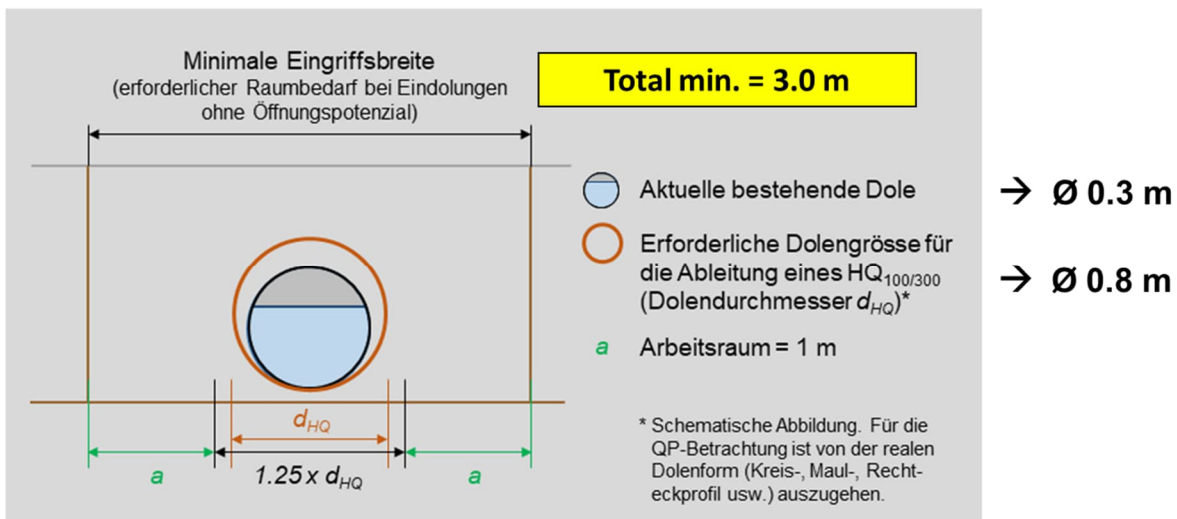 Minimale Eingriffsbreite
(erforderlicher Raumbedarf bei Eindolungen
ohne Öffnungspotenzial)
Total min. = 3.0 m
Aktuelle bestehende Dole
→ Ø 0.3 m
Erforderliche Dolengrösse für
die Ableitung eines HQ100/300
(Dolendurchmesser dHQ)*
→ Ø 0.8 m
a Arbeitsraum = 1 m
dHQ
a
1.25 x dHQ
a
* Schematische Abbildung. Für die
QP-Betrachtung ist von der realen
Dolenform (Kreis-, Maul-, Recht-
eckprofil usw.) auszugehen.